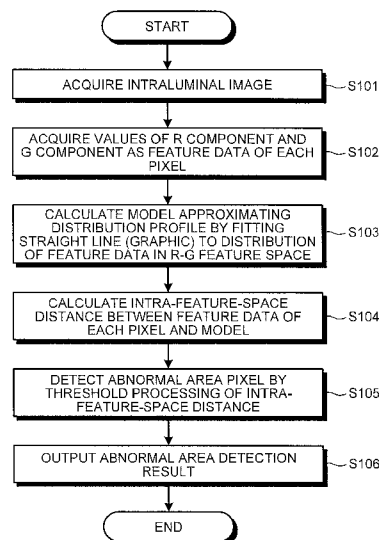 START
ACQUIRE INTRALUMINAL IMAGE
S101
ACQUIRE VALUES OF R COMPONENT AND
G COMPONENT AS FEATURE DATA OF EACH
PIXEL
S102
CALCULATE MODEL APPROXIMATING
DISTRIBUTION PROFILE BY FITTING
STRAIGHT LINE (GRAPHIC) TO DISTRIBUTION
OF FEATURE DATA IN R-G FEATURE SPACE
S103
CALCULATE INTRA-FEATURE-SPACE
DISTANCE BETWEEN FEATURE DATA OF
EACH PIXEL AND MODEL
S104
DETECT ABNORMAL AREA PIXEL BY
THRESHOLD PROCESSING OF INTRA-
FEATURE-SPACE DISTANCE
S105
OUTPUT ABNORMAL AREA DETECTION
RESULT
S106
END